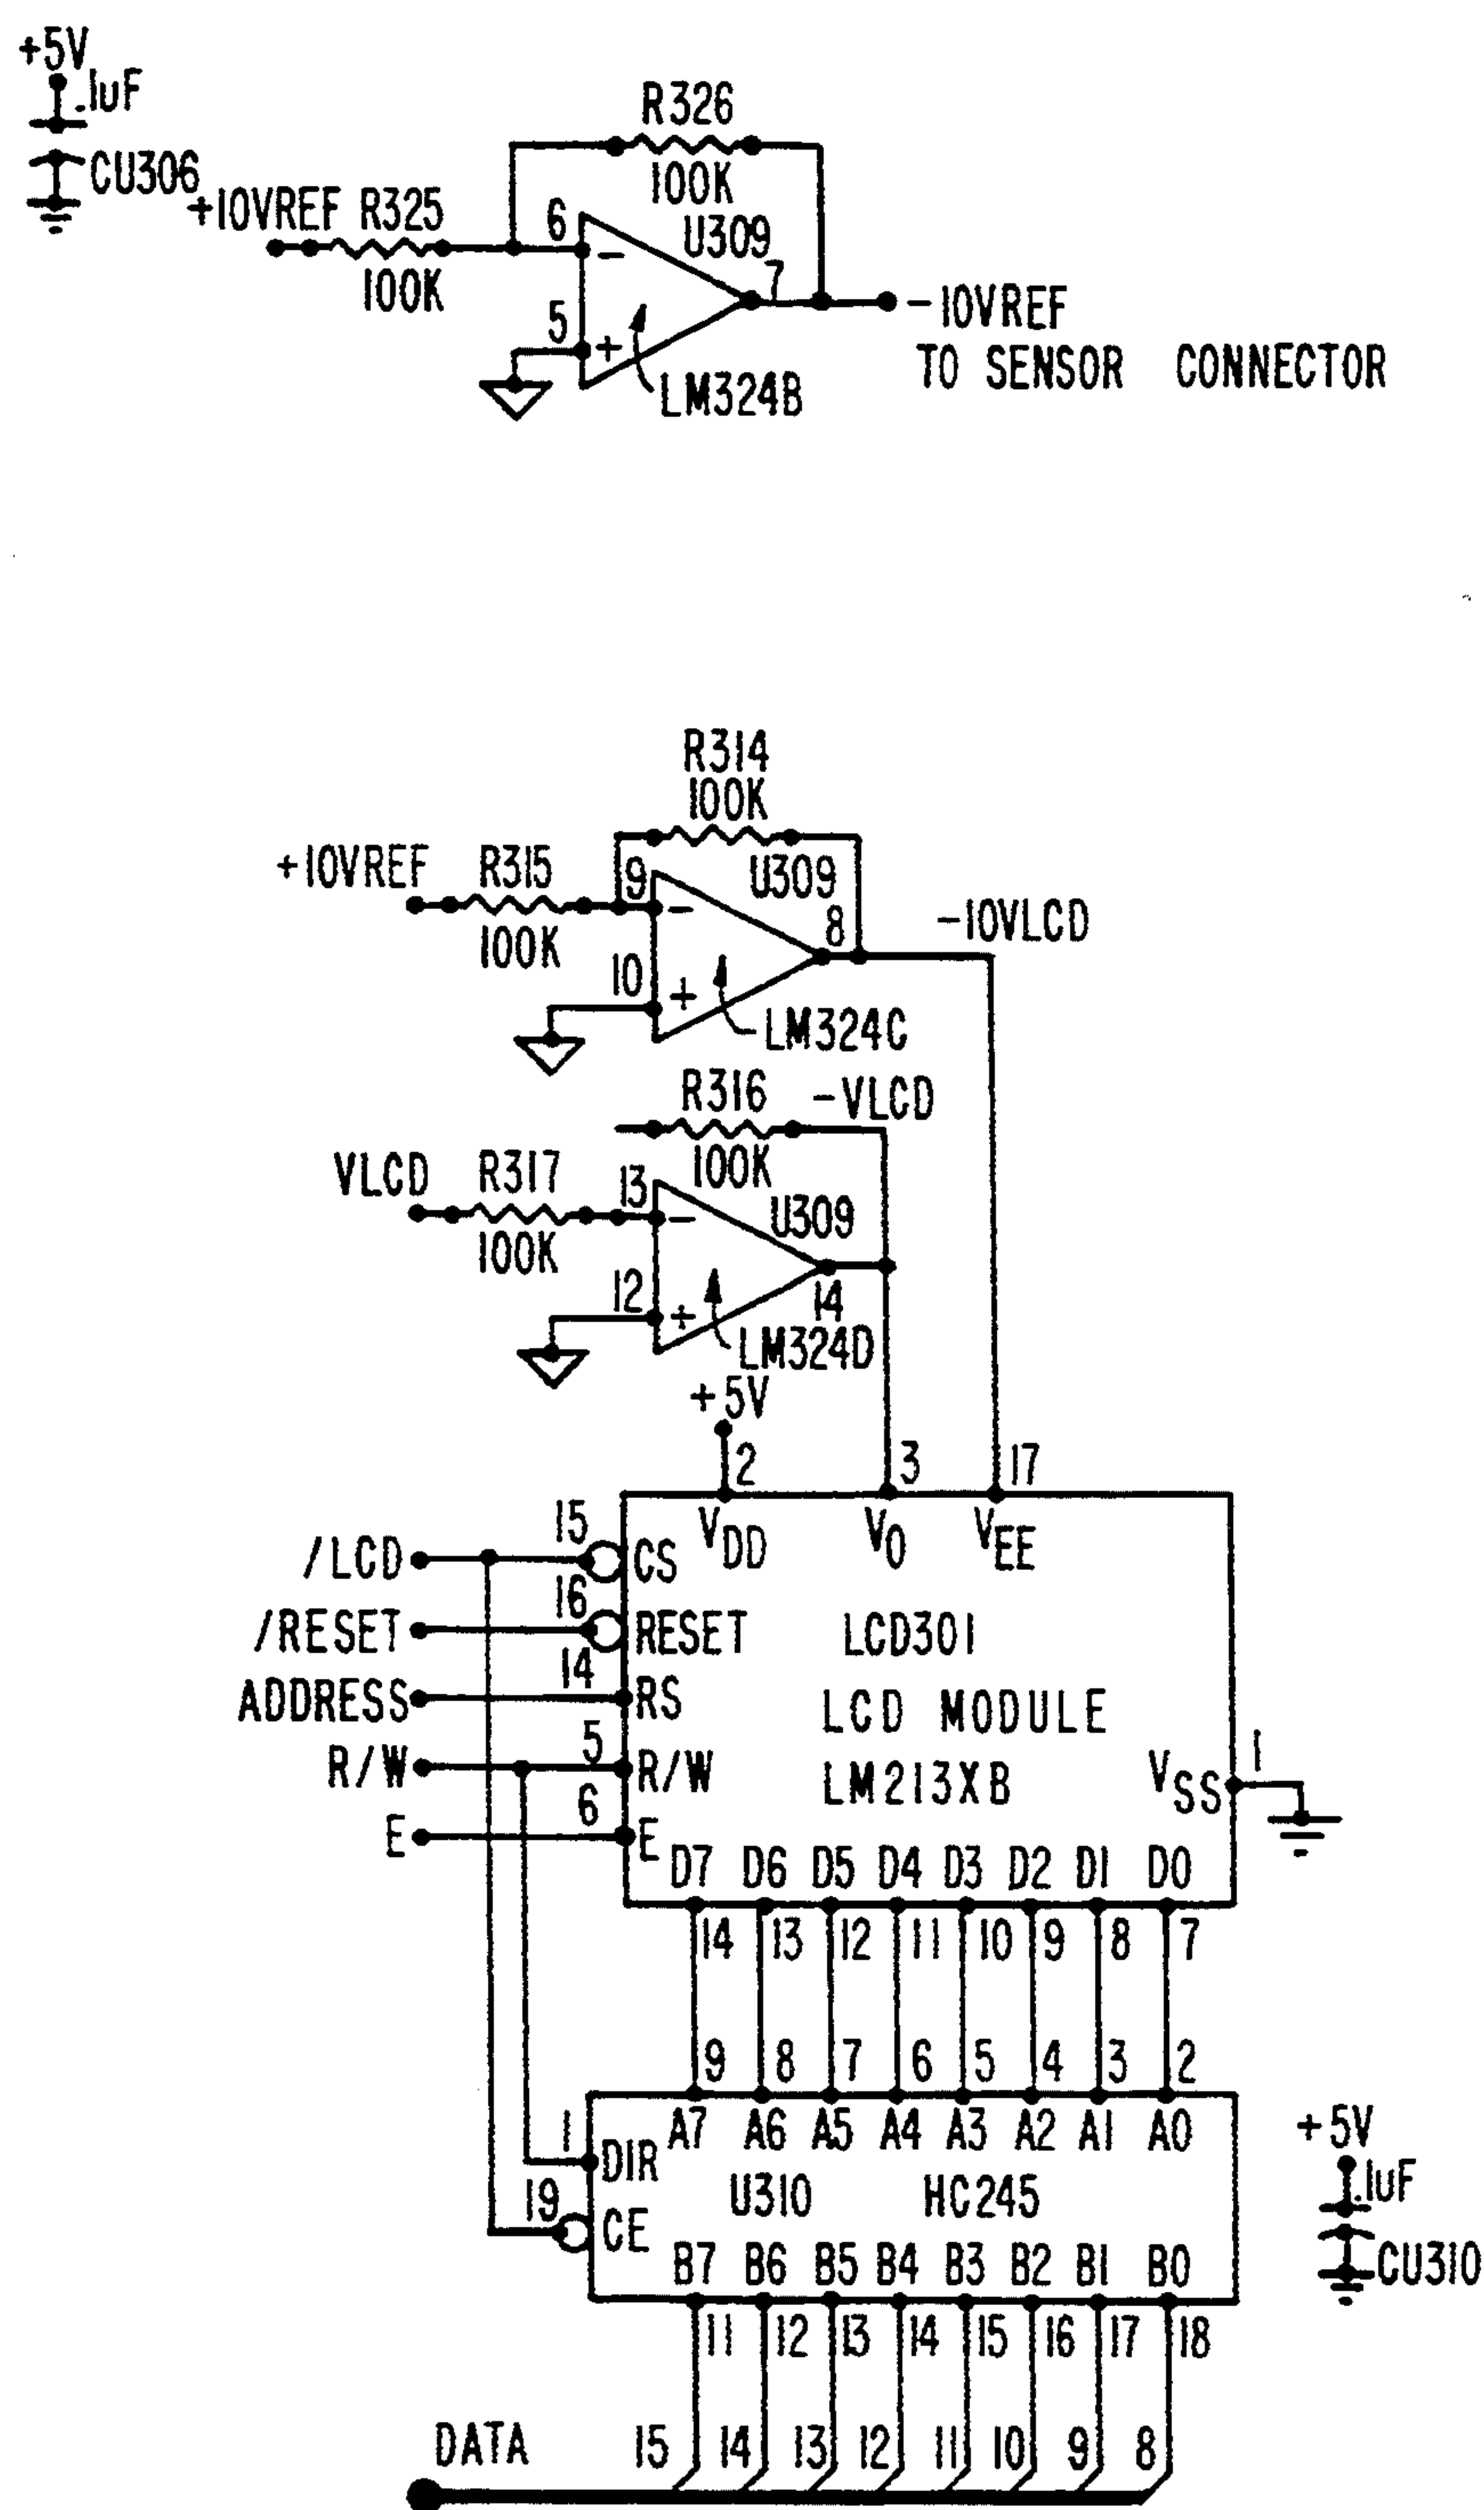 +5V
.1uF
CU306
R326
100K
+10VREF R325
100K
6
U309
7
5
-
+
-10VREF
TO SENSOR CONNECTOR
LM324B
R314
100K
+10VREF R315
100K
9
U309
8
-10VLCD
10
-
+
LM324C
R316
-VLCD
100K
VLCD R317
100K
13
U309
12
14
-
+
LM324D
+5V
2
3
17
VDD
VO
VEE
/LCD
15
CS
/RESET
16
RESET
LCD301
ADDRESS
14
RS
LCD MODULE
R/W
5
R/W
LM213XB
VSS
1
E
6
E
D7 D6 D5 D4 D3 D2 D1 D0
14 13 12 11 10 9 8 7
9 8 7 6 5 4 3 2
A7 A6 A5 A4 A3 A2 A1 A0
1
DIR
U310 HC245
19
CE
B7 B6 B5 B4 B3 B2 B1 B0
+5V
.1uF
CU310
11 12 13 14 15 16 17 18
DATA
15 14 13 12 11 10 9 8